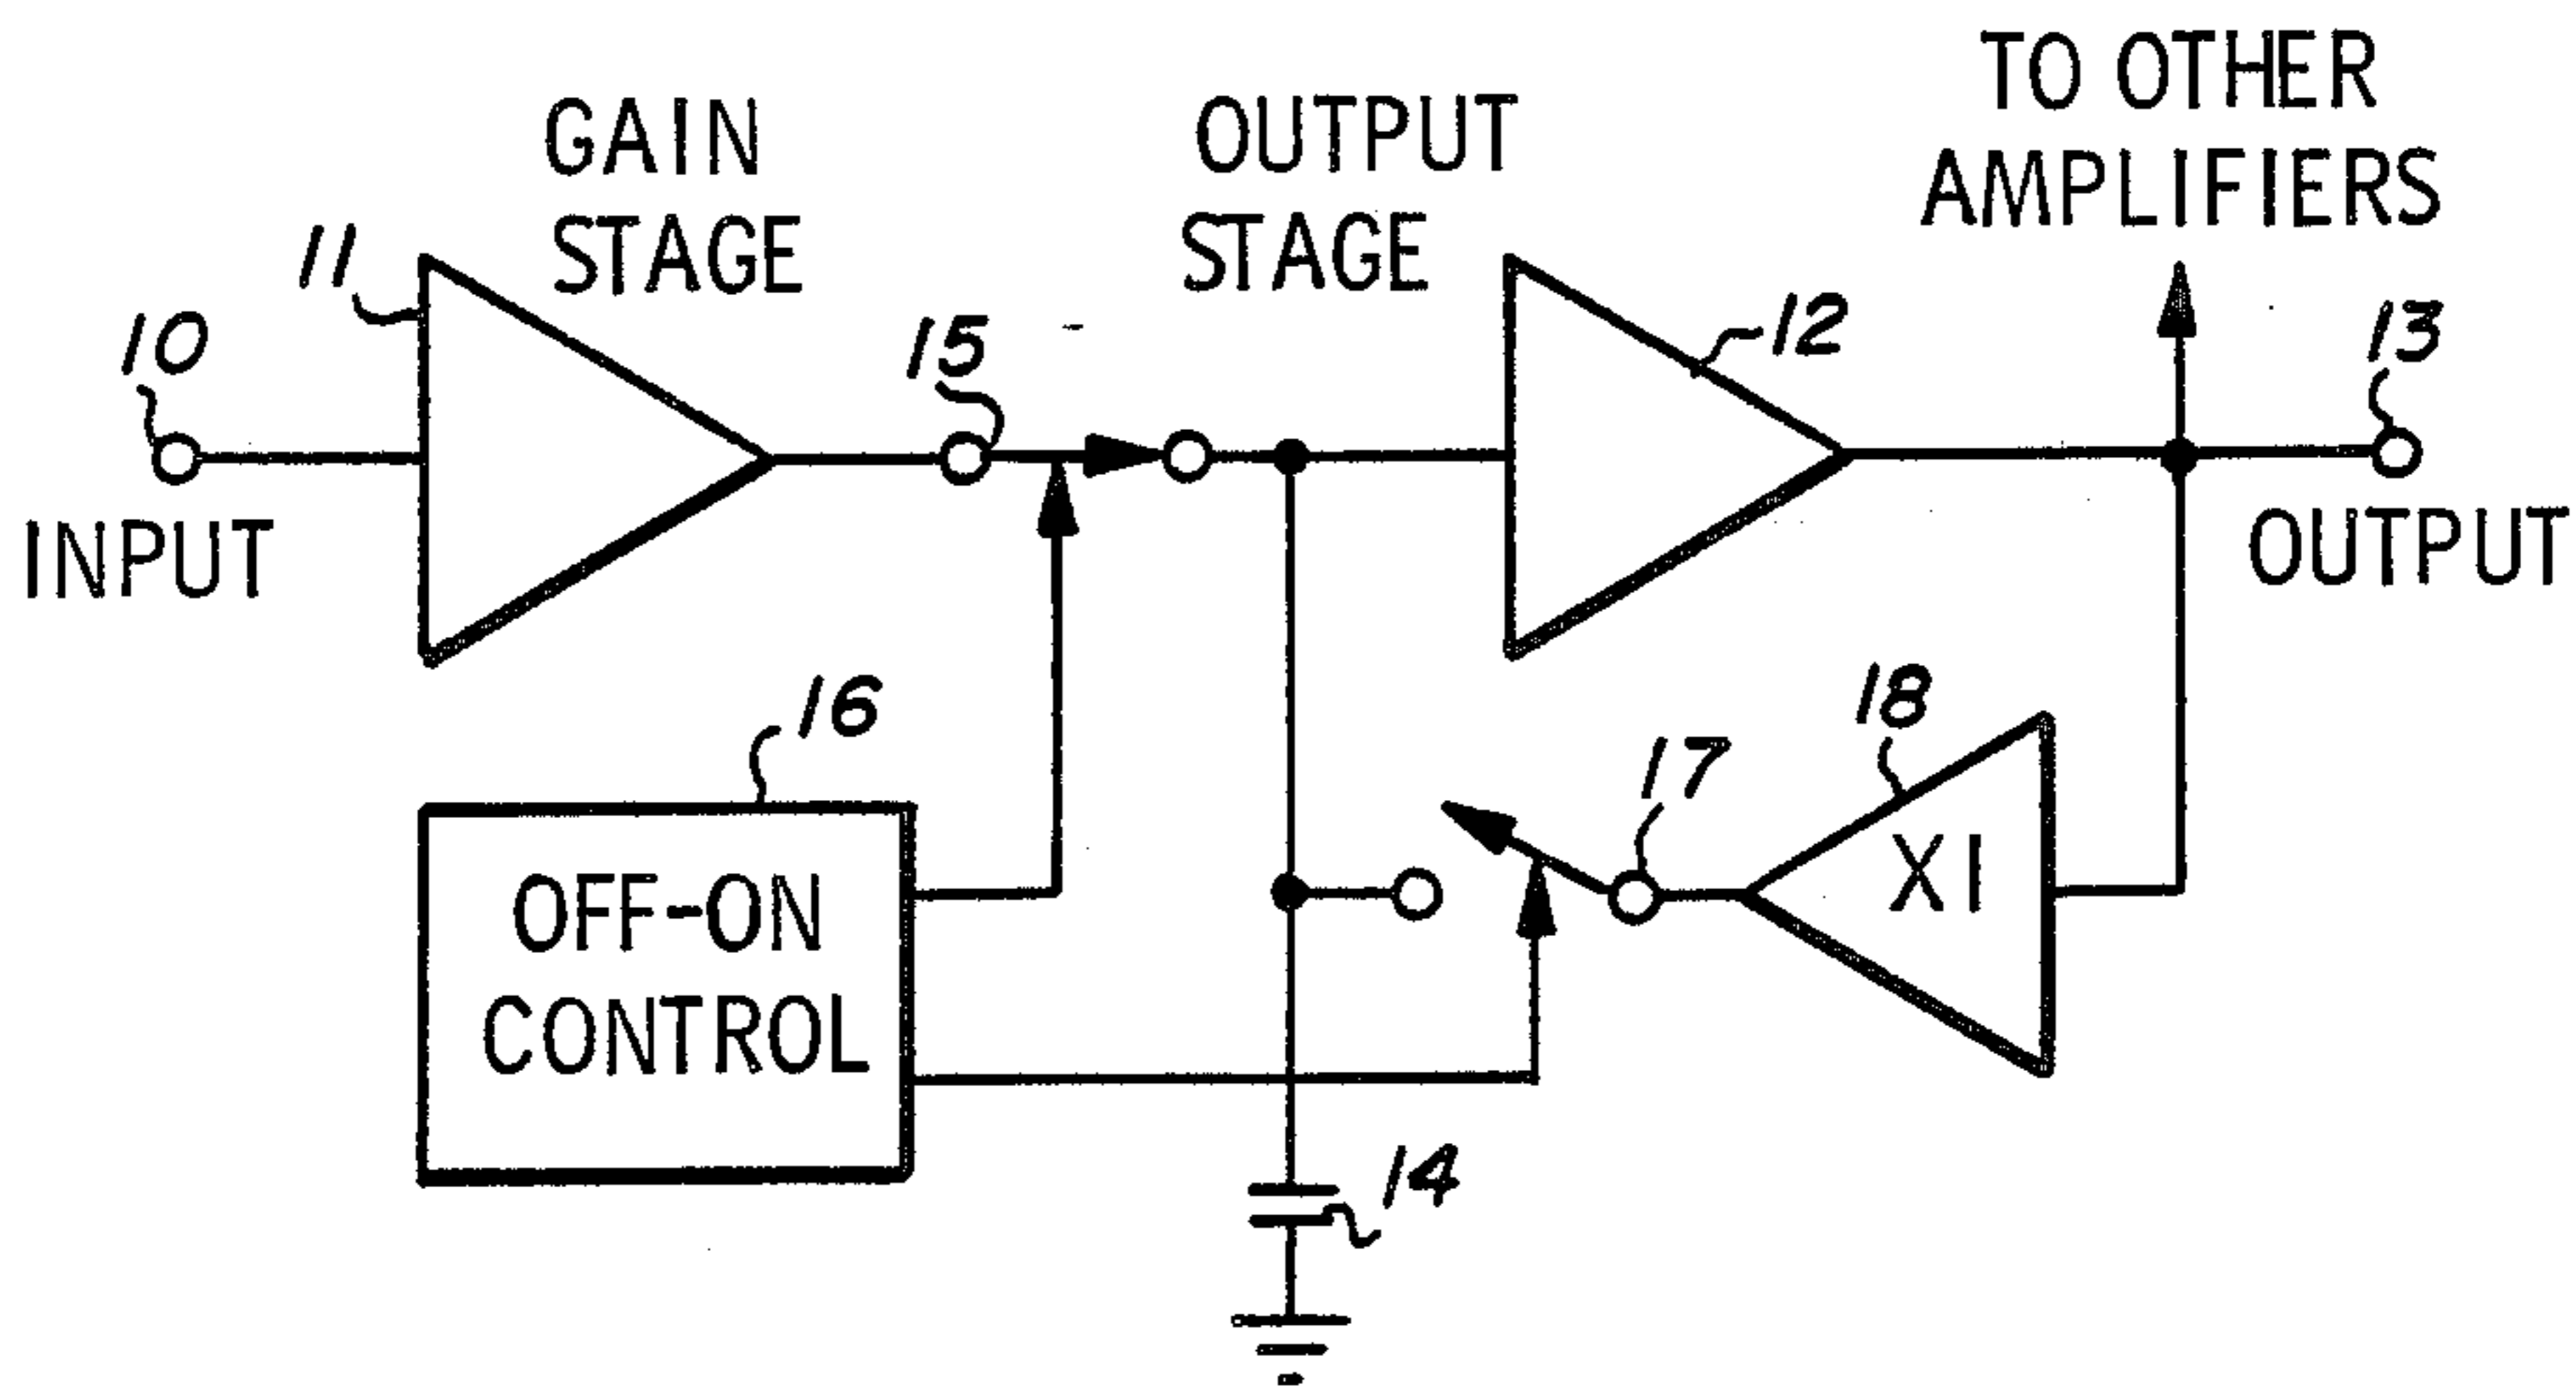 TO OTHER
AMPLIFIERS
GAIN
STAGE
OUTPUT
STAGE
11
12
13
10
15
INPUT
OUTPUT
16
18
17
X1
OFF-ON
CONTROL
14